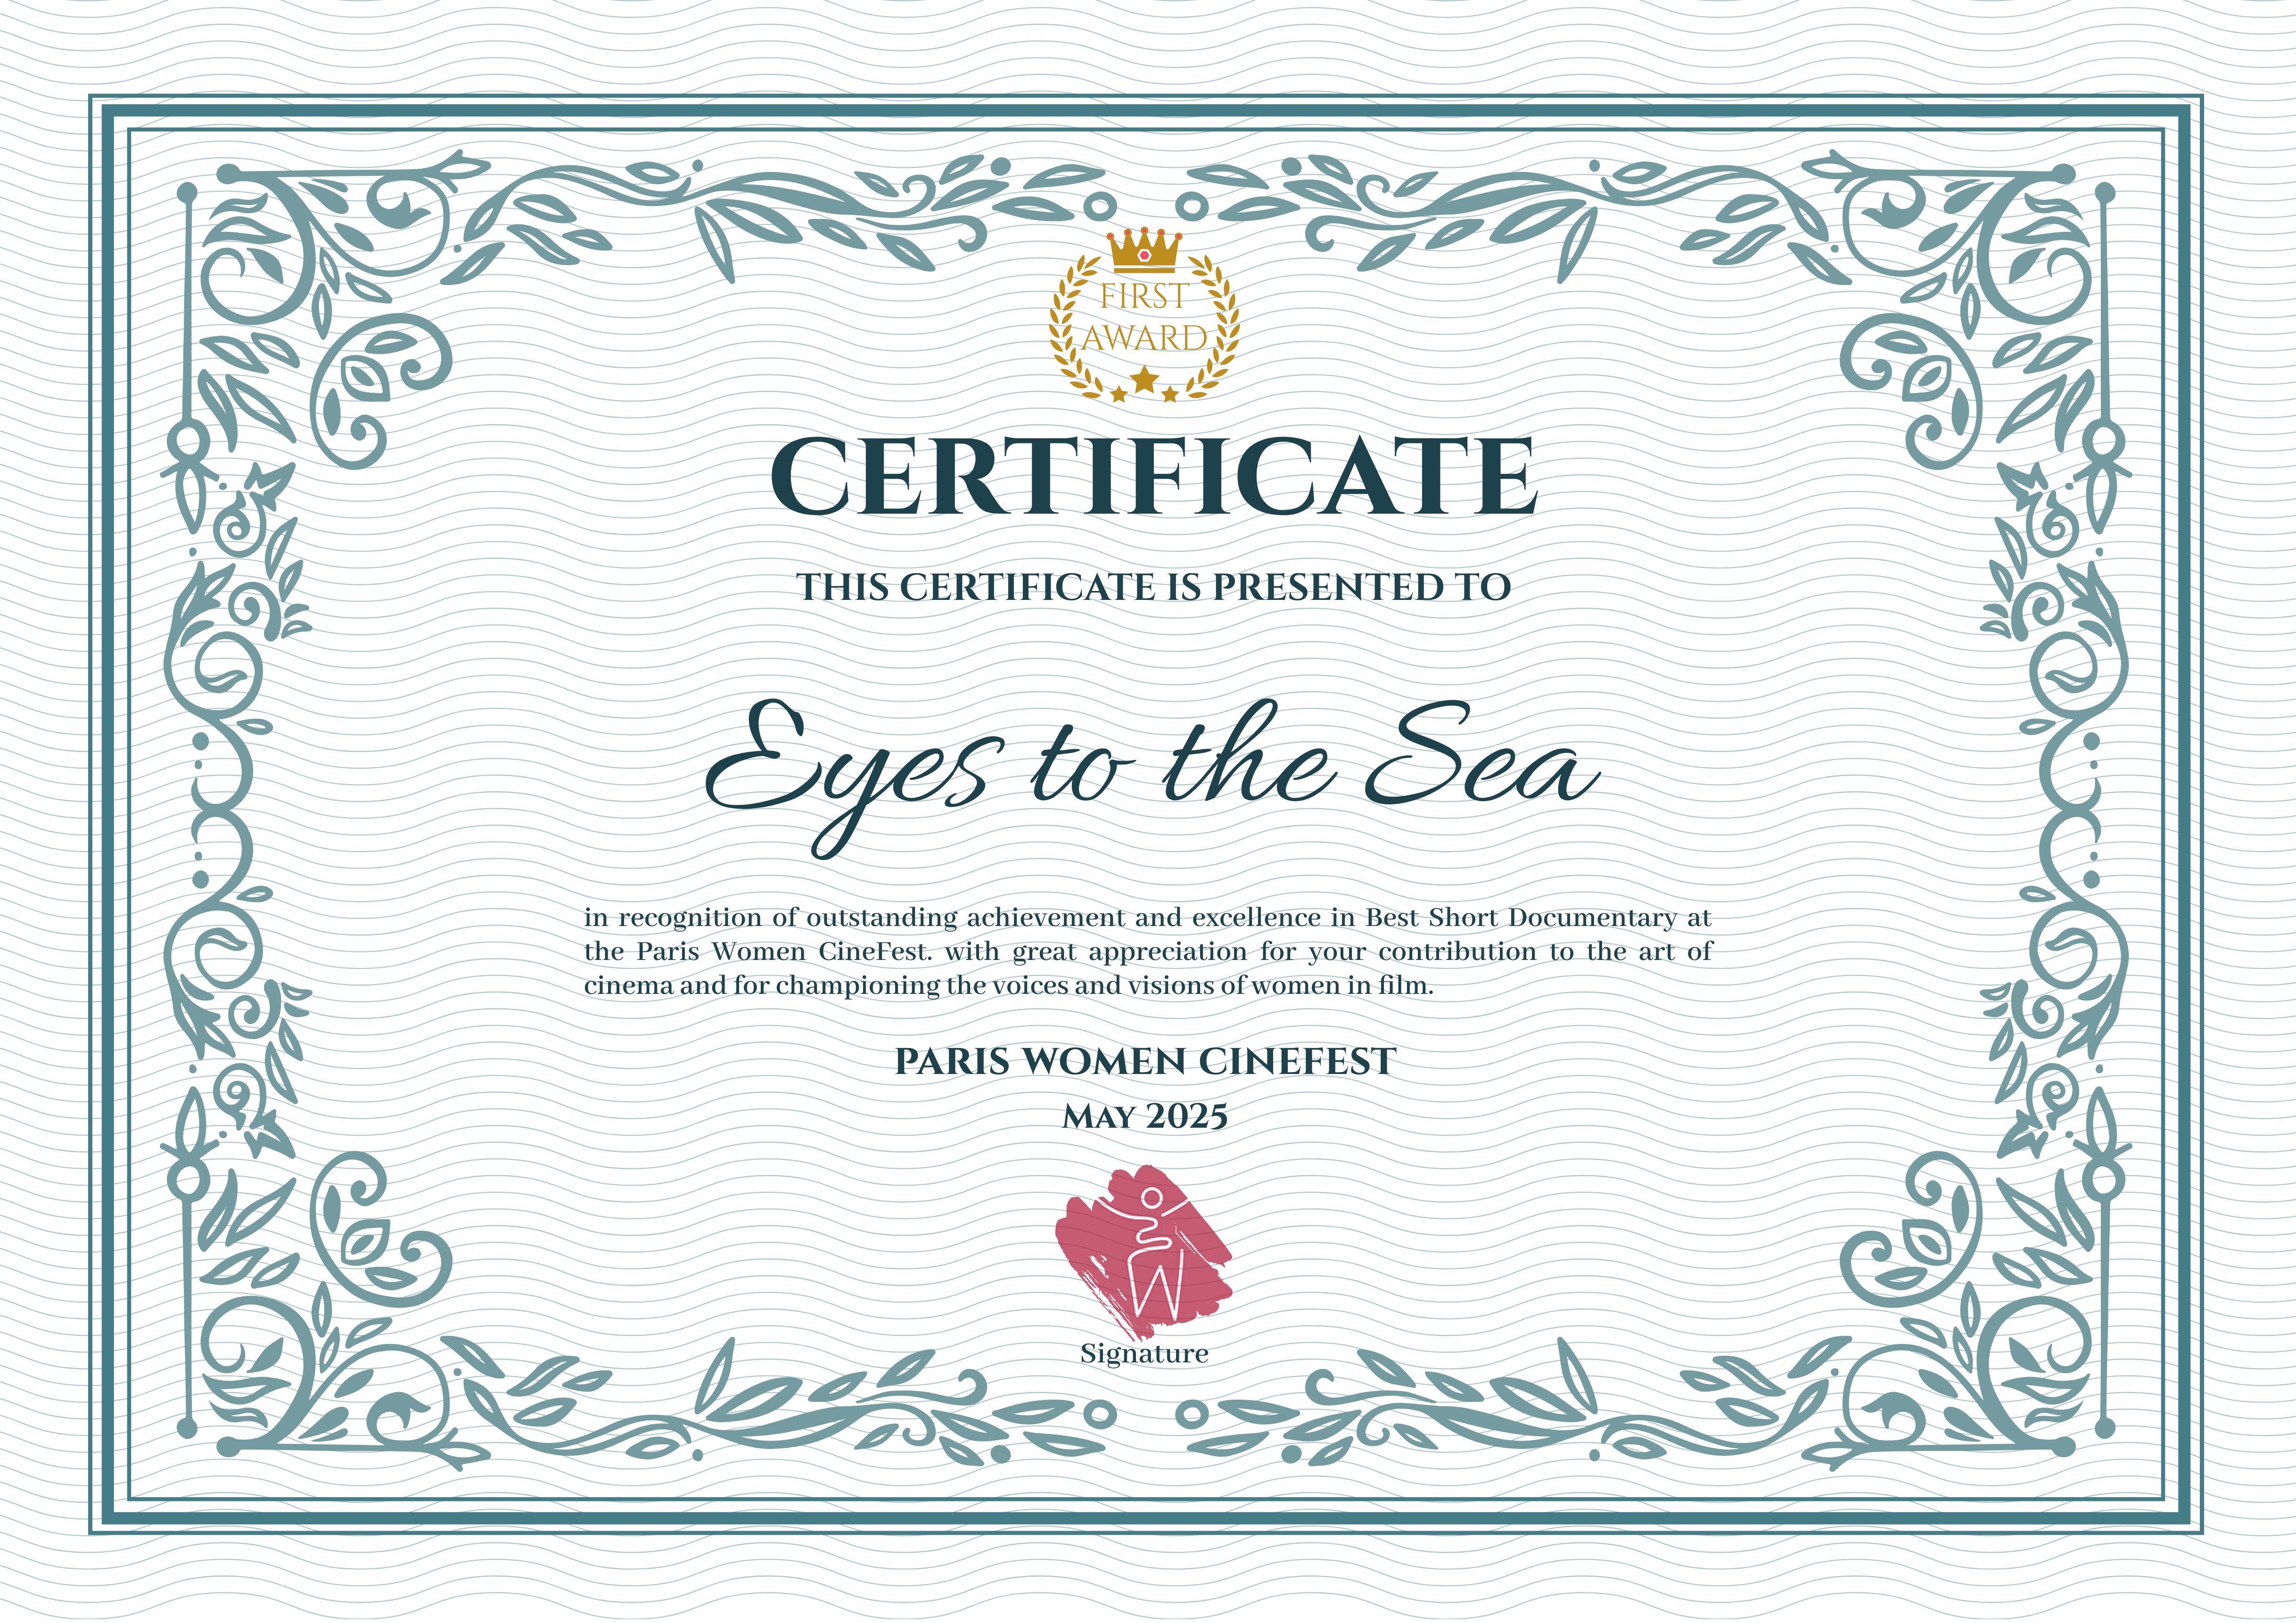 FIRST
AWARD
CERTIFICATE
THIS CERTIFICATE IS PRESENTED TO
Eyes to the Sea
in recognition of outstanding achievement and excellence in Best Short Documentary at
the Paris Women CineFest. with great appreciation for your contribution to the art of
cinema and for championing the voices and visions of women in film.
PARIS WOMEN CINEFEST
MAY 2025
W
Signature